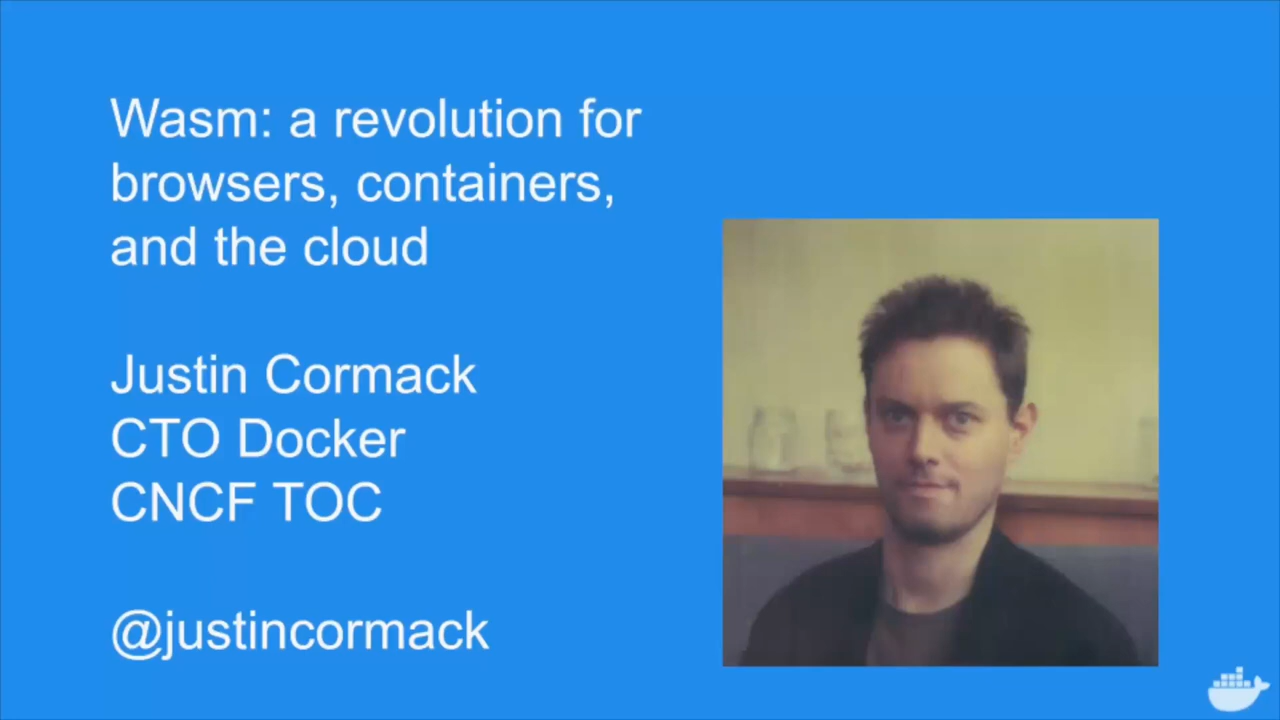 Wasm: a revolution for
browsers, containers,
and the cloud
Justin Cormack
CTO Docker
CNCF TOC
@justincormack